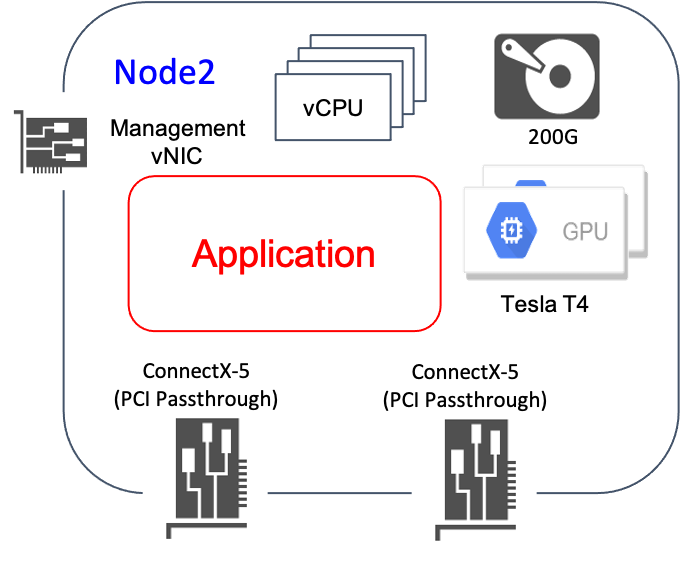 Node2
vCPU
200G
Management
vNIC
Application
GPU
Tesla T4
ConnectX-5
(PCI Passthrough)
ConnectX-5
(PCI Passthrough)